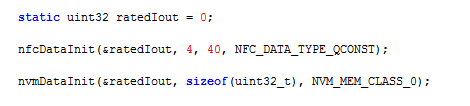 static uint32 ratedIout = 0;
nfcDataInit(&ratedIout, 4, 40, NFC_DATA_TYPE_QCONST);
nvmDataInit(&ratedIout, sizeof(uint32_t), NVM_MEM_CLASS_0);